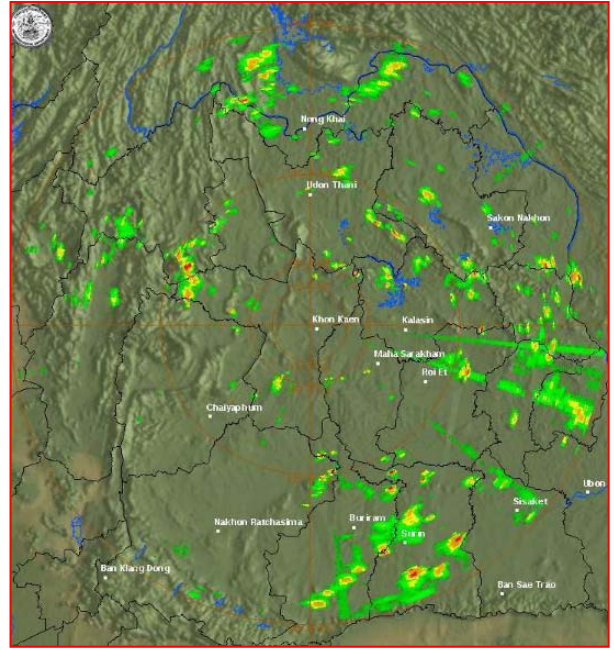 Nong Khai
Udon Thani
Sakon Nakhon
Khon Kaen
Kalasin
Maha Sarakham
Roi Et
Chaiyaphum
Ubon
Sisaket
Buriram
Nakhon Ratchasima
Surin
Ban Klang Dong
Ban Sae Trao